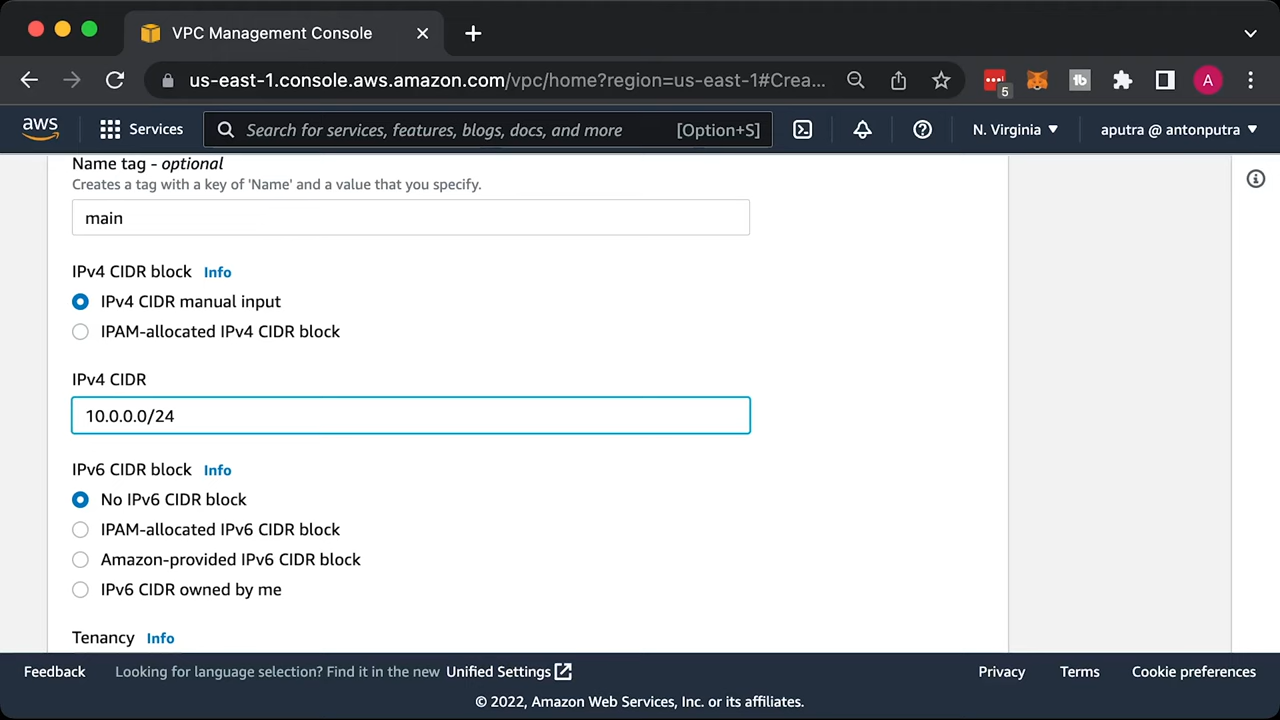 VPC Management Console
us-east-1.console.aws.amazon.com/vpc/home?region=us-east-1#Crea...
5
tb
A
aws
Services
Search for services, features, blogs, docs, and more [Option+S]
N. Virginia
aputra @ antonputra
Name tag - optional
Creates a tag with a key of 'Name' and a value that you specify.
main
IPv4 CIDR block Info
IPv4 CIDR manual input
IPAM-allocated IPv4 CIDR block
IPv4 CIDR
10.0.0.0/24
IPv6 CIDR block Info
No IPv6 CIDR block
IPAM-allocated IPv6 CIDR block
Amazon-provided IPv6 CIDR block
IPv6 CIDR owned by me
Tenancy Info
Feedback Looking for language selection? Find it in the new Unified Settings Privacy Terms Cookie preferences
© 2022, Amazon Web Services, Inc. or its affiliates.